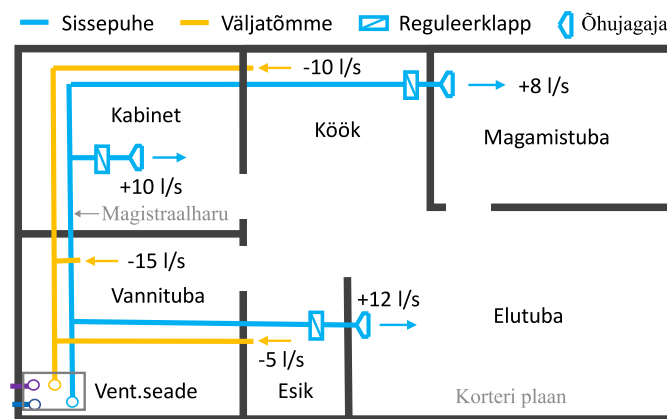 Sissepuhe Väljatõmme Reguleerklapp Õhujagaja
-10 l/s
+8 l/s
Kabinet
Köök
Magamistuba
+10 l/s
Magistraalharu
-15 l/s
Vannituba
+12 l/s
Elutuba
-5 l/s
Vent.seade
Esik
Korteri plaan